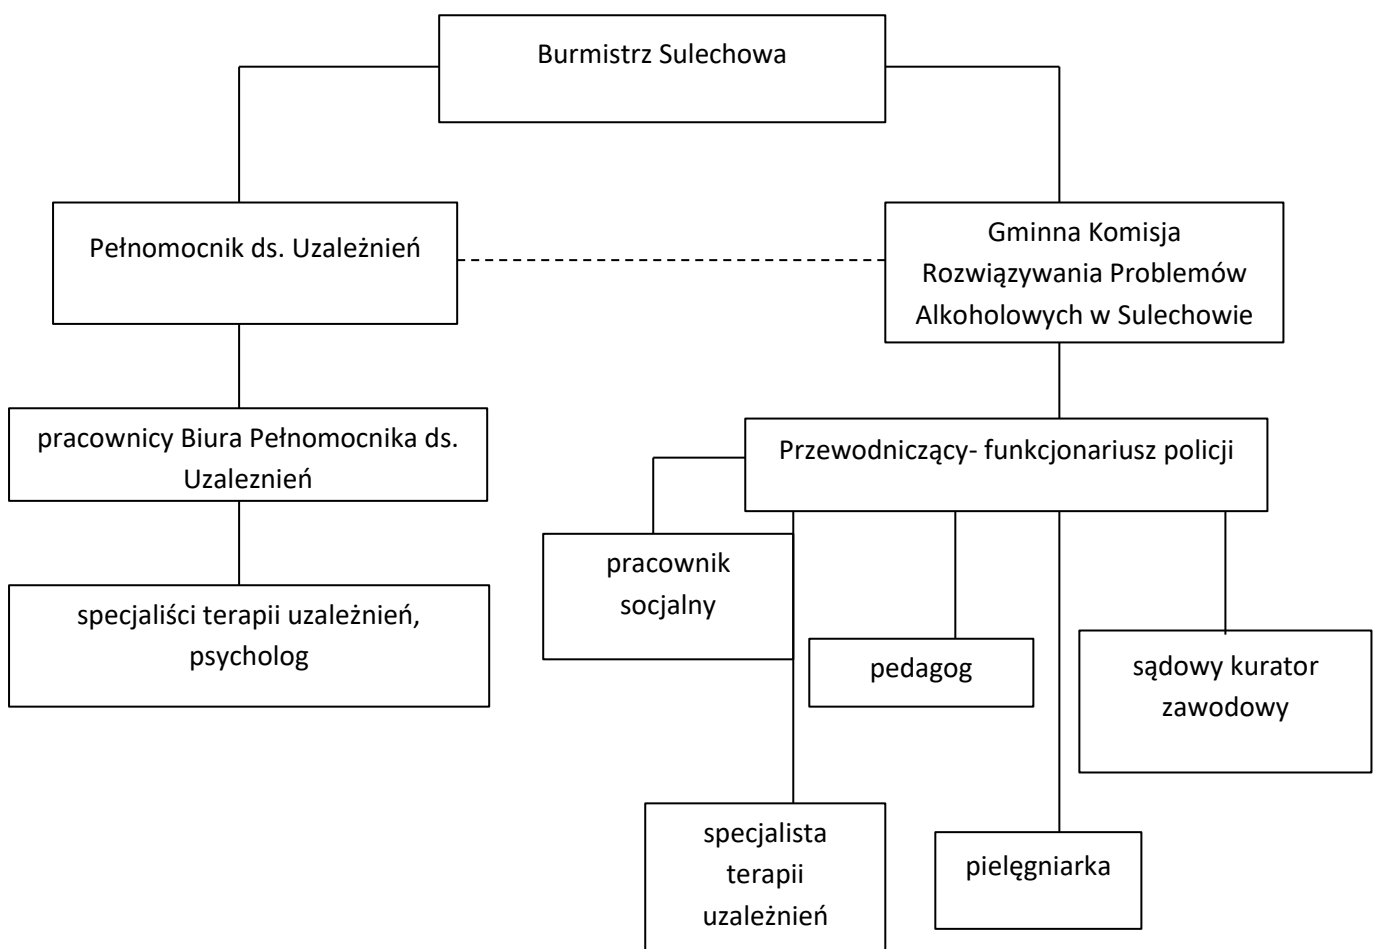 Burmistrz Sulechowa
Pełnomocnik ds. Uzależnień
Gminna Komisja
Rozwiązywania Problemów
Alkoholowych w Sulechowie
pracownicy Biura Pełnomocnika ds.
Uzaleznień
Przewodniczący- funkcjonariusz policji
specjaliści terapii uzależnień,
psycholog
pracownik
socjalny
pedagog
sądowy kurator
zawodowy
specjalista
terapii
uzależnień
pielęgniarka